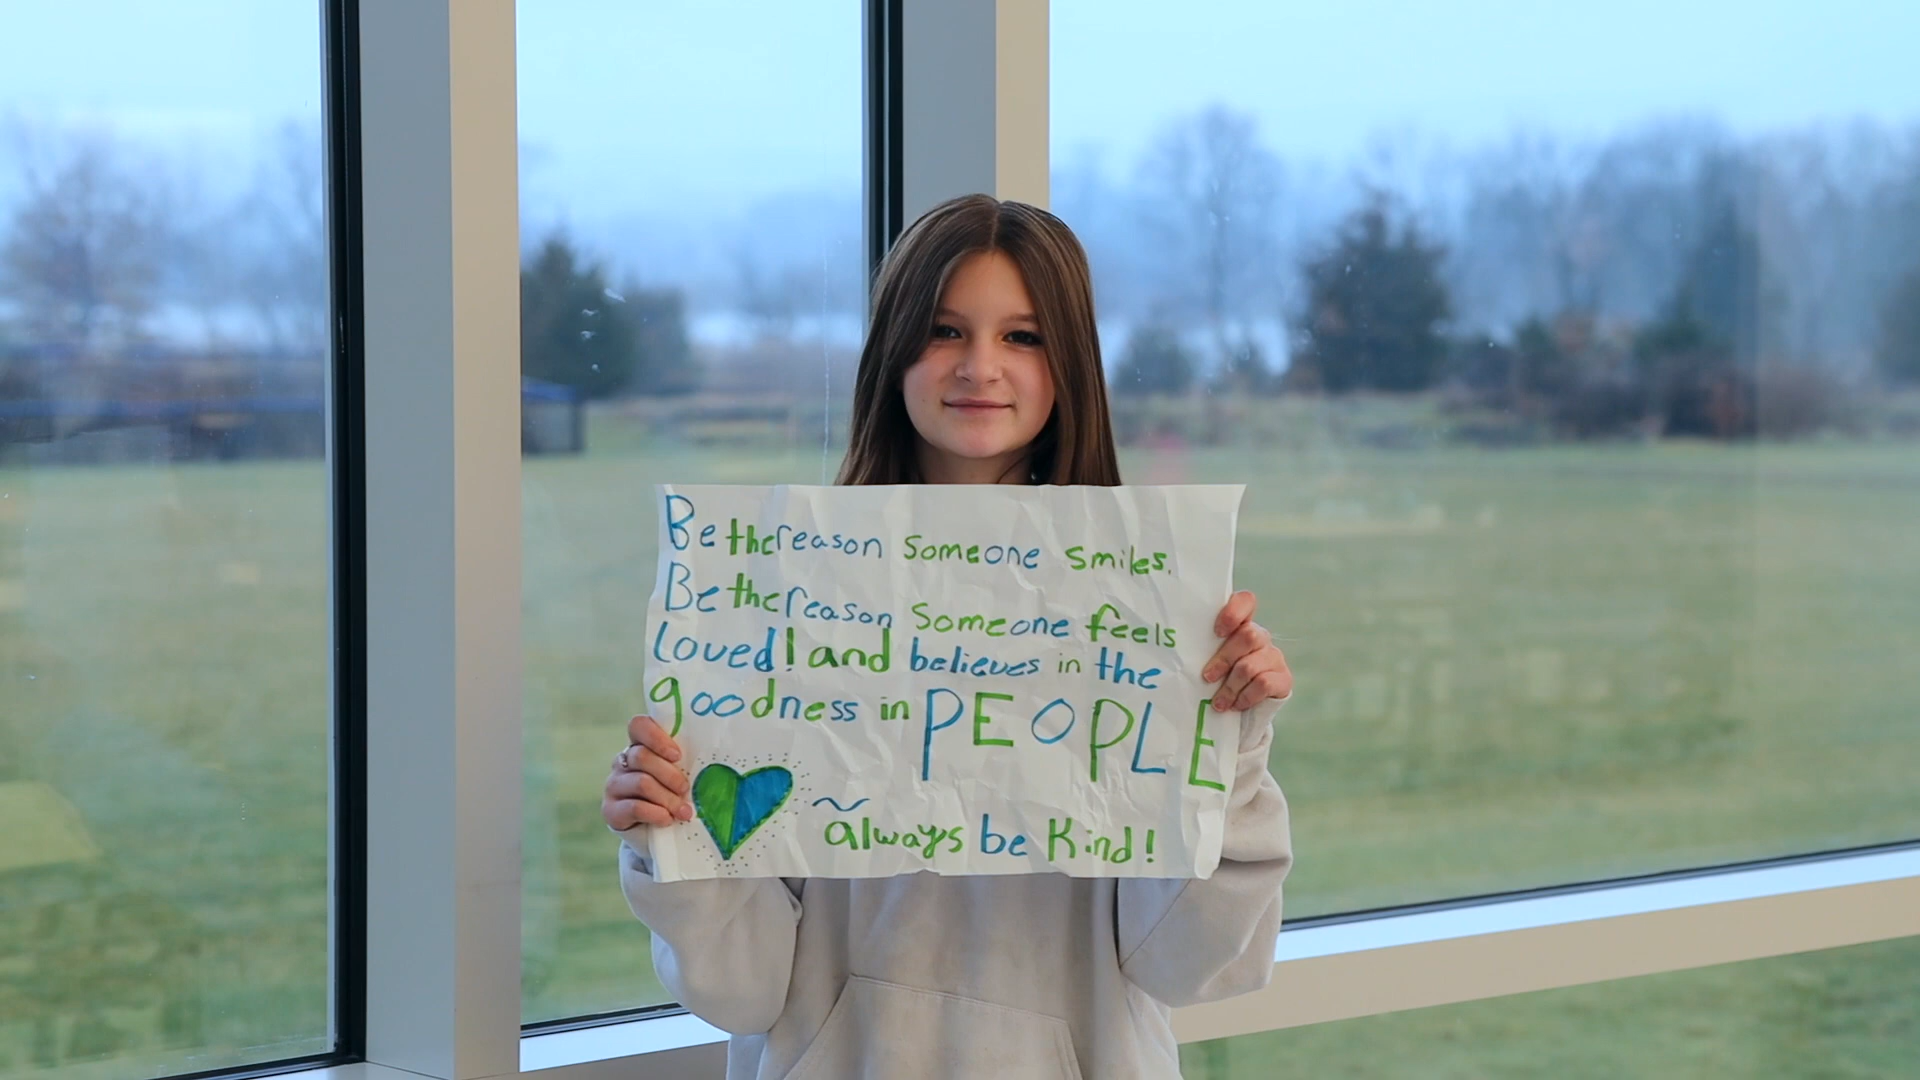 Be the reason someone smiles.
Be the reason someone feels
loved! and believes in the
goodness in PEOPLE
~
always be Kind!